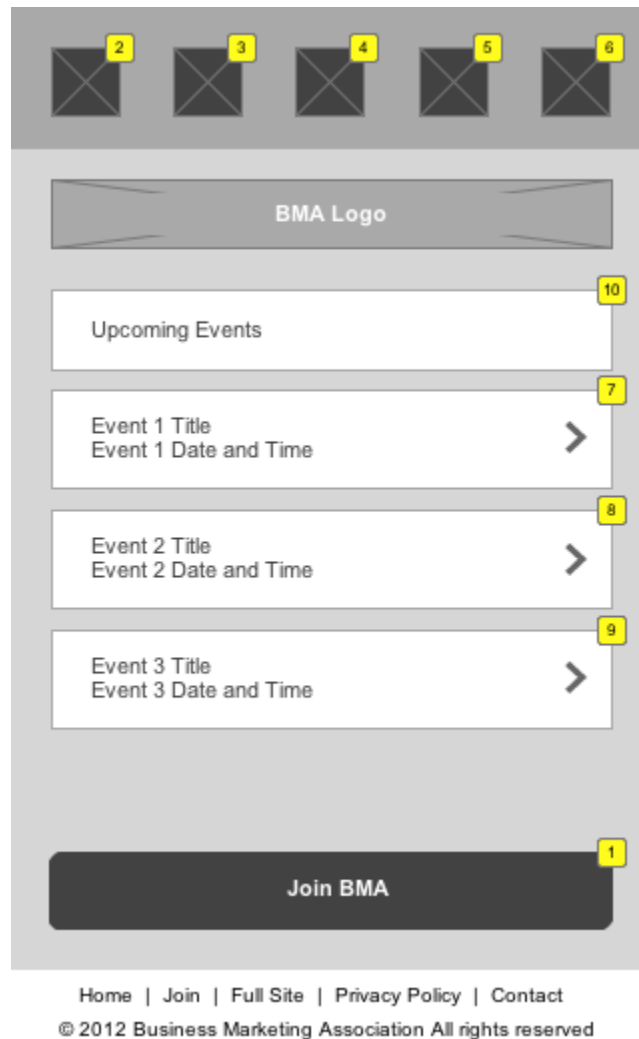 2 3 4 5 6
BMA Logo
10
Upcoming Events
7
Event 1 Title
Event 1 Date and Time
8
Event 2 Title
Event 2 Date and Time
9
Event 3 Title
Event 3 Date and Time
1
Join BMA
Home | Join | Full Site | Privacy Policy | Contact
© 2012 Business Marketing Association All rights reserved